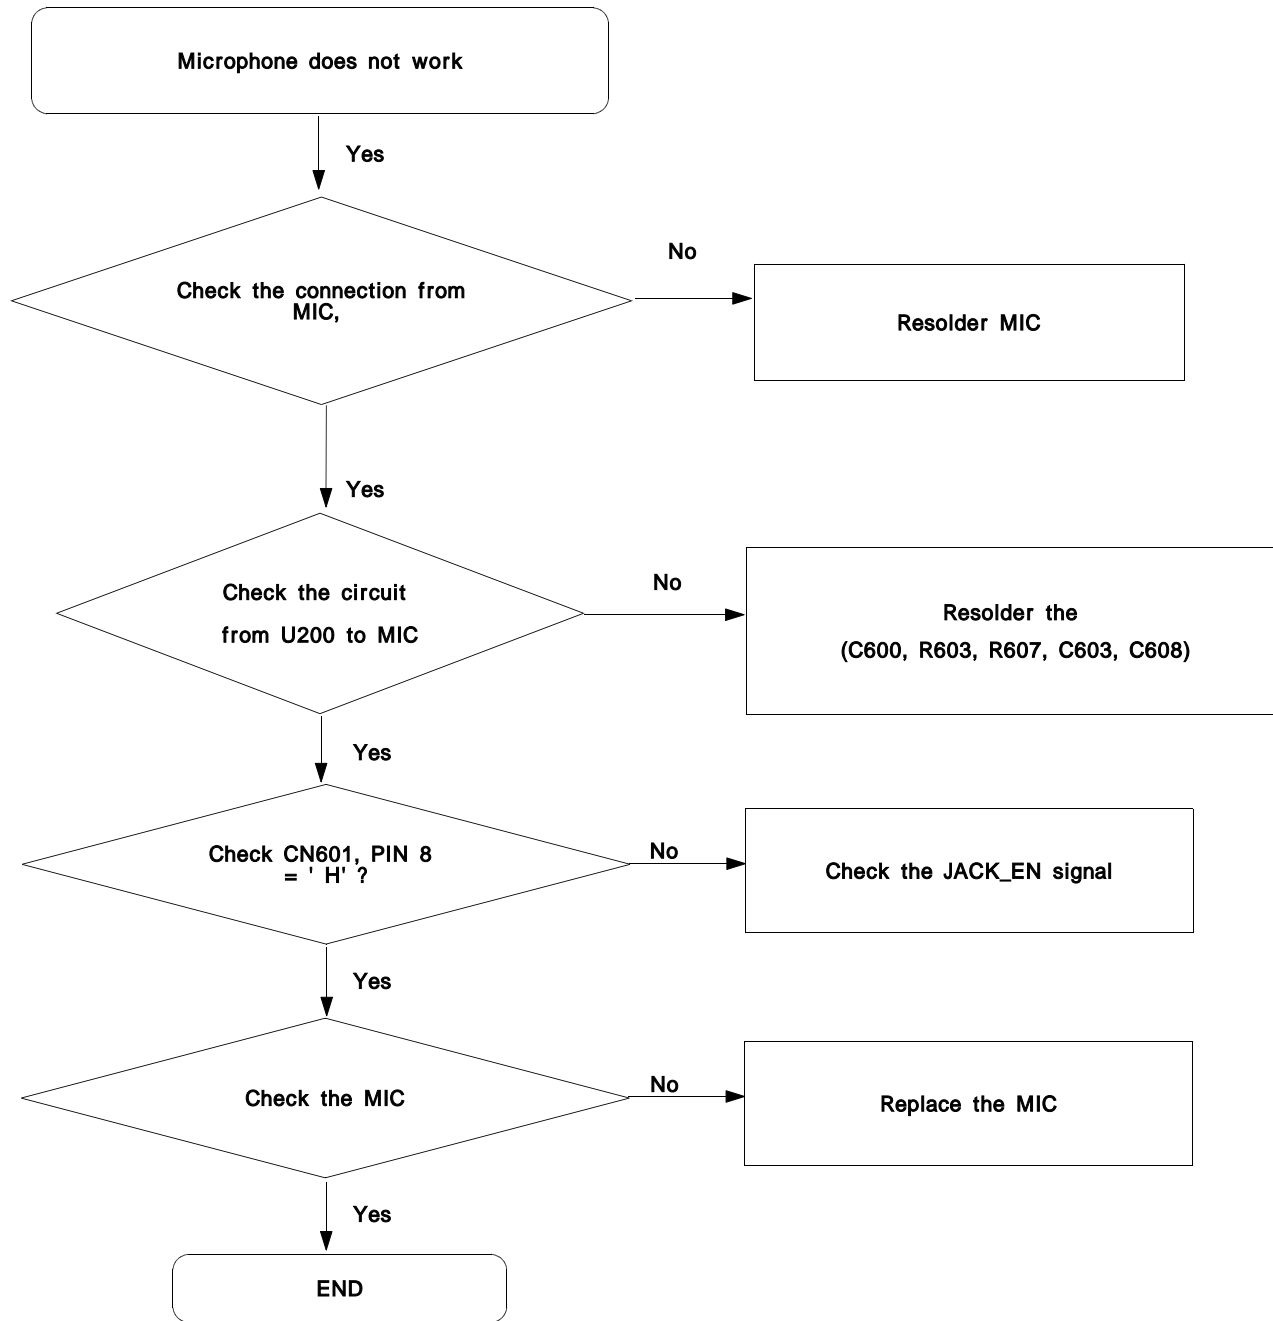 Microphone does not work
Yes
Check the connection from
MIC,
No
Resolder MIC
Yes
Check the circuit
from U200 to MIC
No
Resolder the
(C600, R603, R607, C603, C608)
Yes
Check CN601, PIN 8
= ' H' ?
No
Check the JACK_EN signal
Yes
Check the MIC
No
Replace the MIC
Yes
END